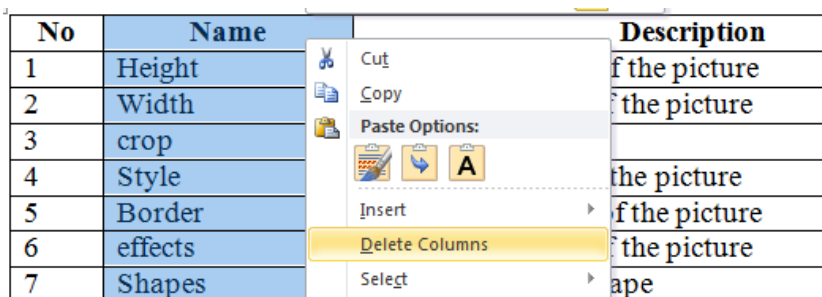 No Name Description
1 Height f the picture
2 Width the picture
3 crop
4 Style the picture
5 Border of the picture
6 effects the picture
7 Shapes ape
Cut
Copy
Paste Options:
A
Insert
Delete Columns
Select